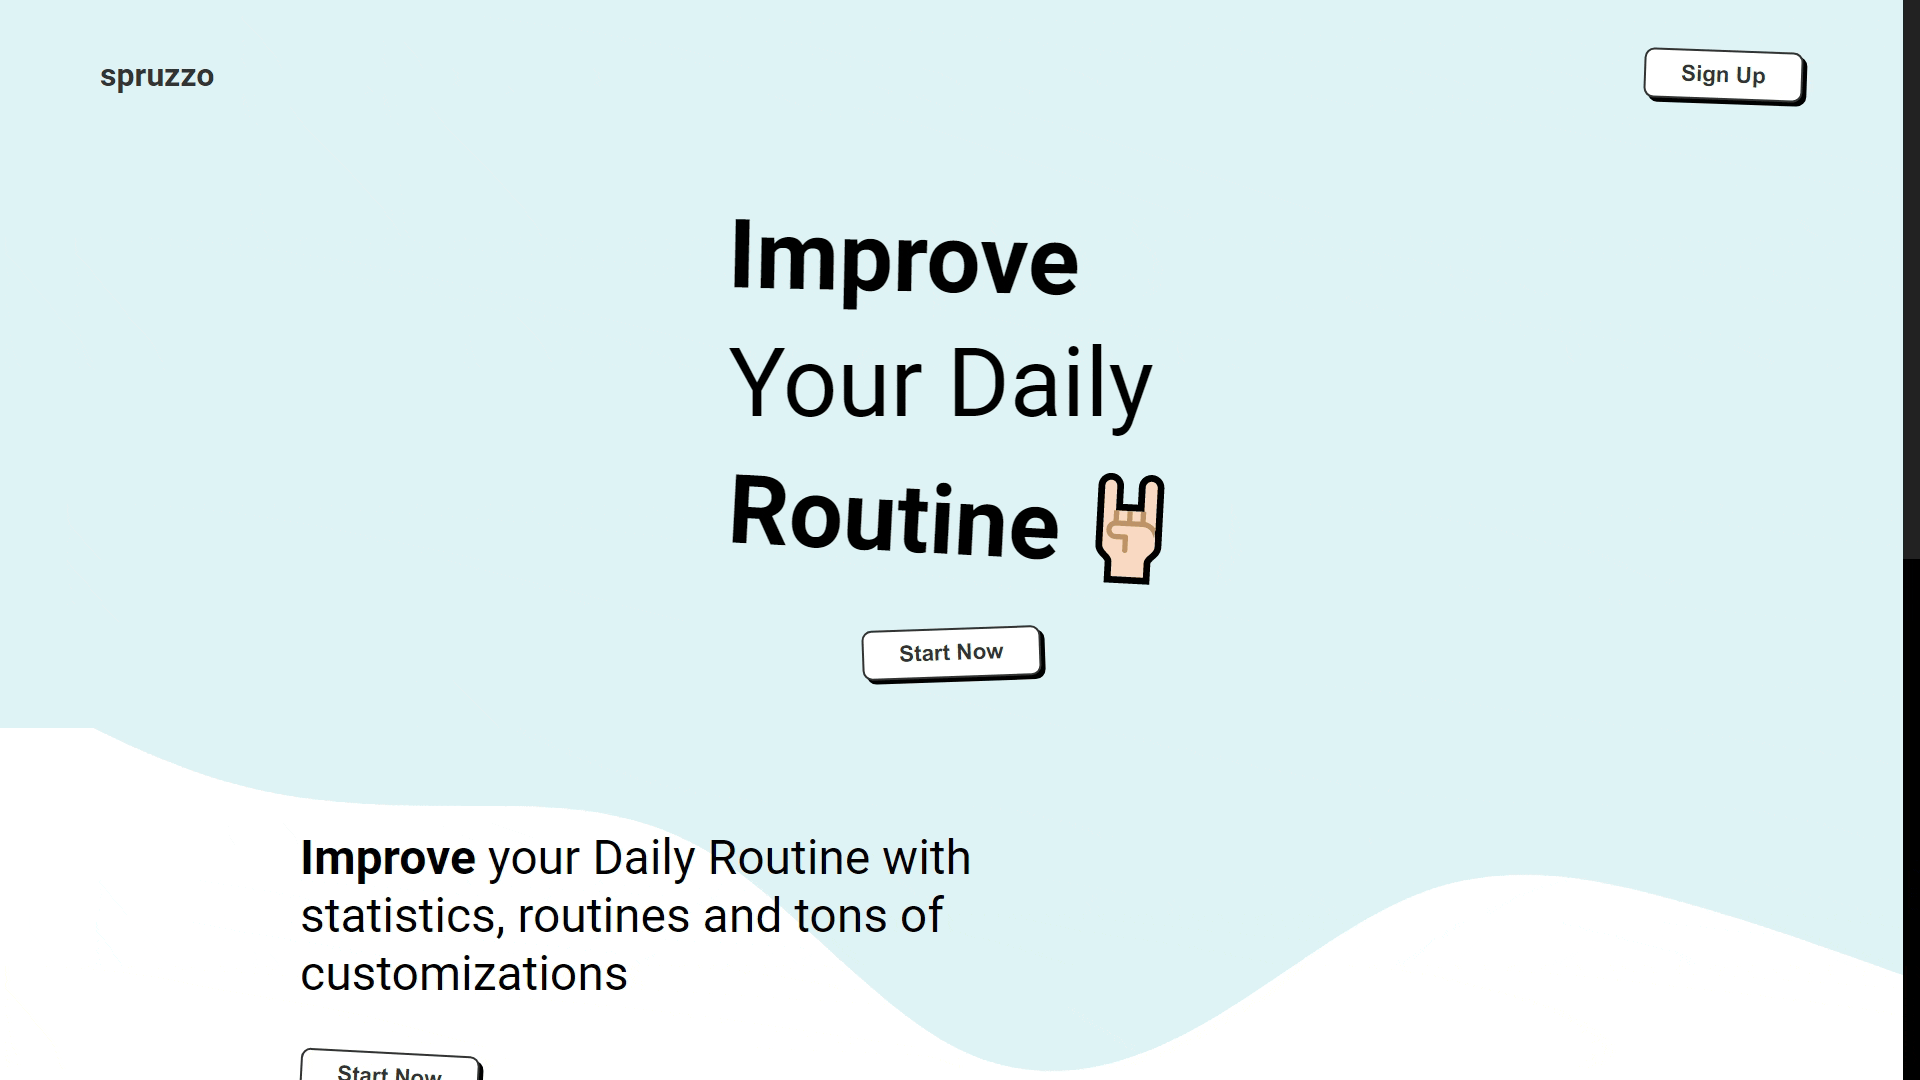 spruzzo
Sign Up
Improve
Your Daily
Routine
Start Now
Improve your Daily Routine with
statistics, routines and tons of
customizations
Start Now